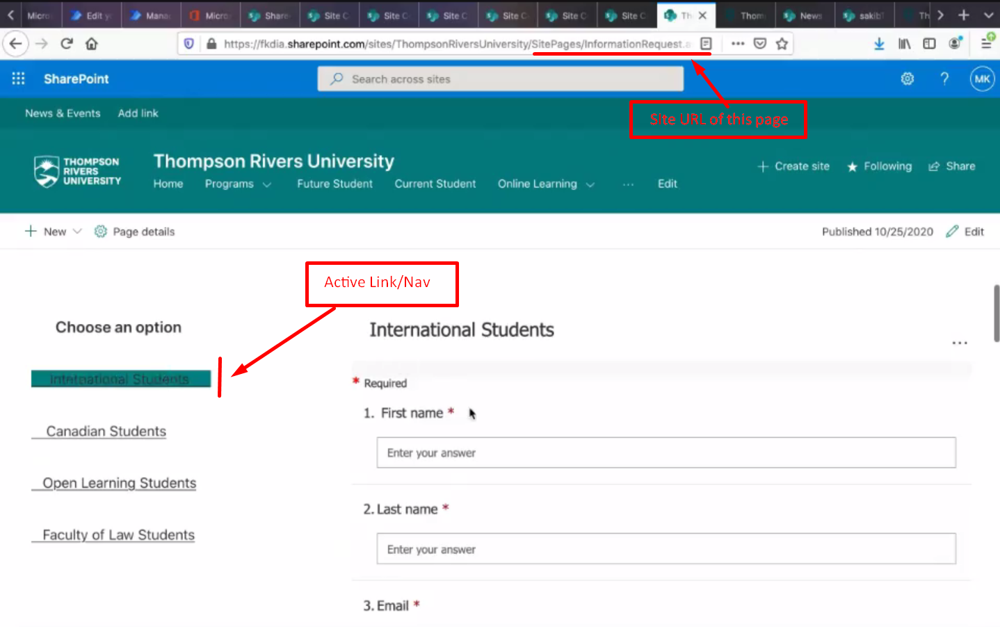 Micro
Edit yo
Manag
Micro
Share
Site C
Site C
Site C
Site C
Site C
Site C
Th
Thom
News
sakib1
Th
https://fkdia.sharepoint.com/sites/ThompsonRiversUniversity/SitePages/InformationRequest.a
SharePoint
Search across sites
?
MK
News & Events
Add link
Site URL of this page
THOMPSON
RIVERS
UNIVERSITY
Thompson Rivers University
Home
Programs
Future Student
Current Student
Online Learning
...
Edit
+ Create site
Following
Share
+ New
Page details
Published 10/25/2020
Edit
Active Link/Nav
Choose an option
International Students
Canadian Students
Open Learning Students
Faculty of Law Students
International Students
...
* Required
1. First name *
Enter your answer
2. Last name *
Enter your answer
3. Email *